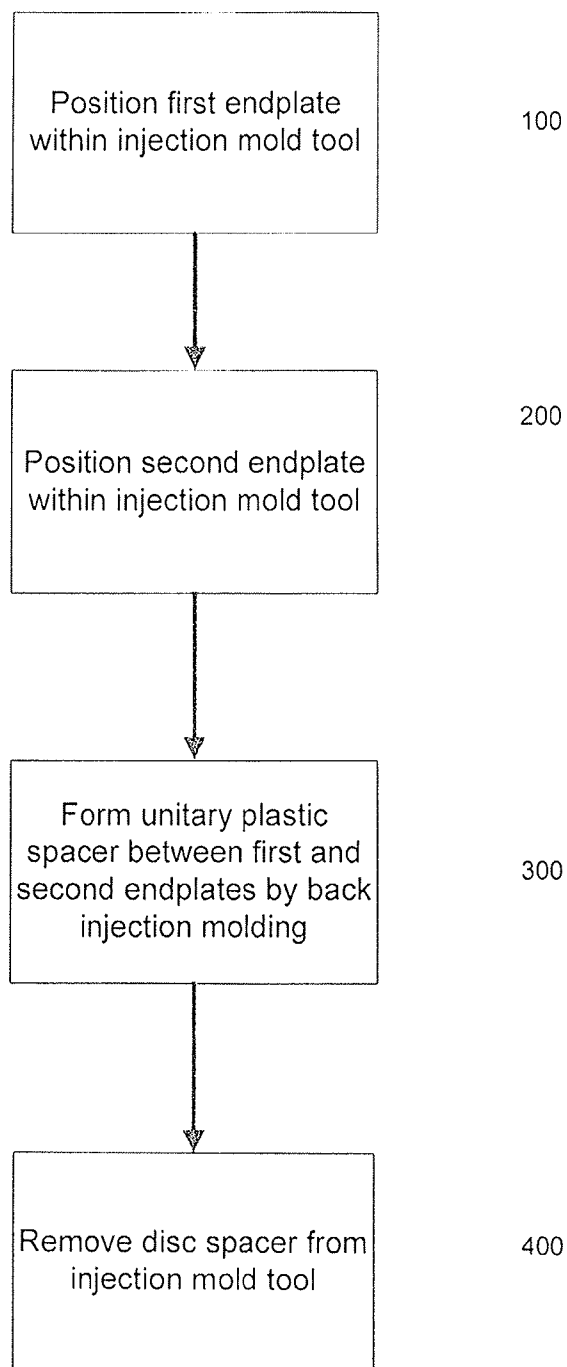 Position first endplate
within injection mold tool
100
Position second endplate
within injection mold tool
200
Form unitary plastic
spacer between first and
second endplates by back
injection molding
300
Remove disc spacer from
injection mold tool
400